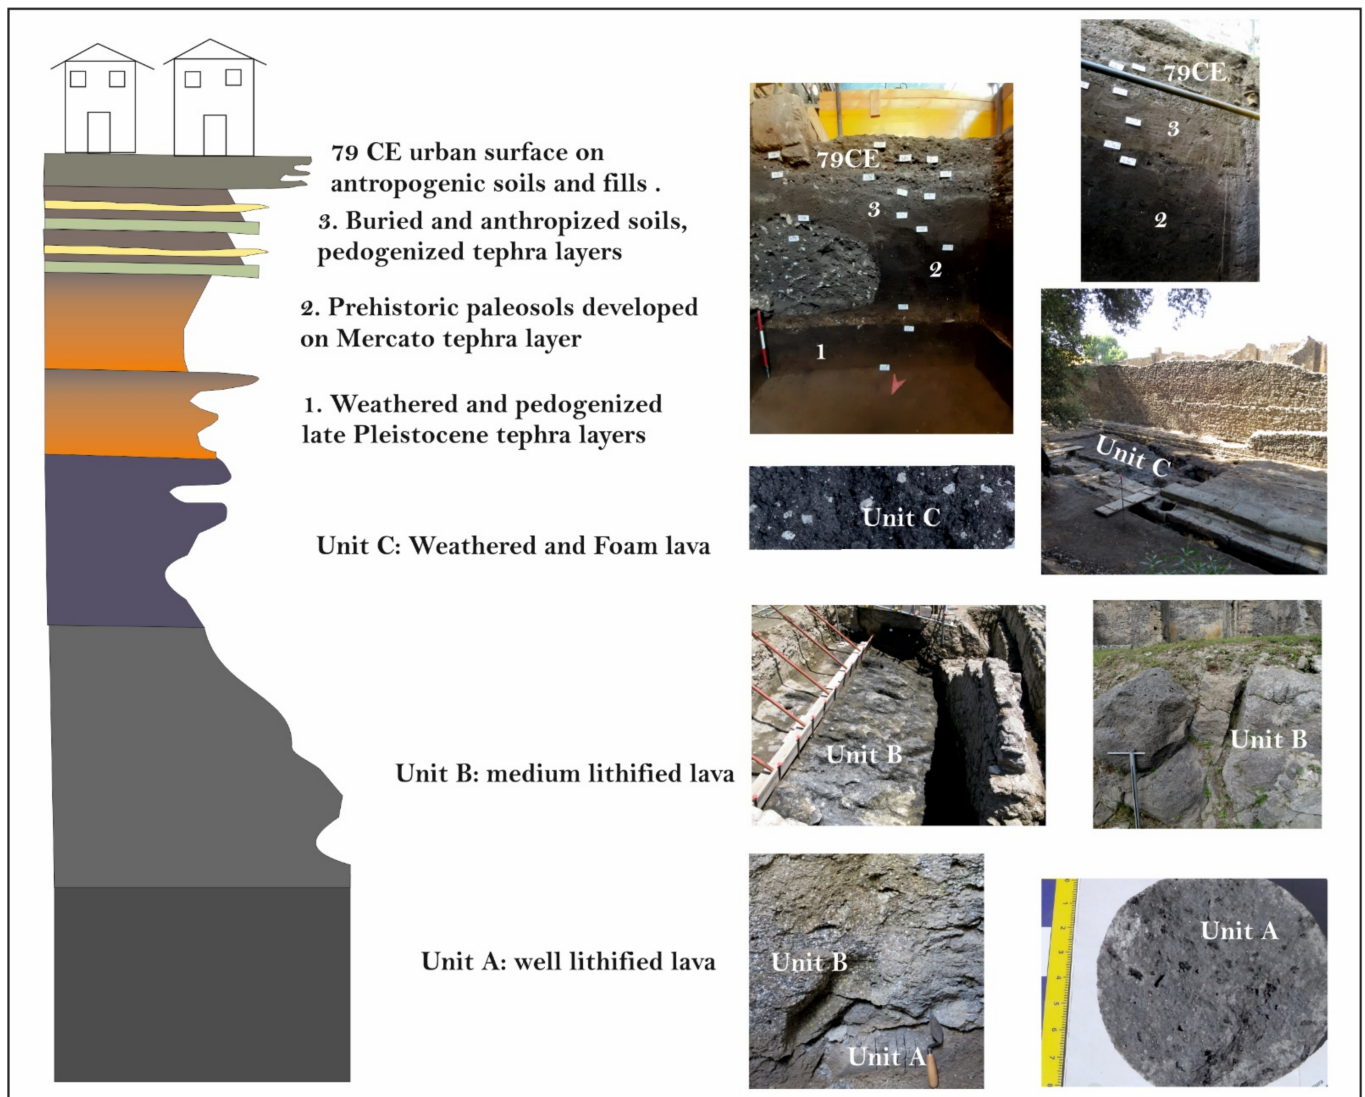 79 CE urban surface on
antropogenic soils and fills .
3. Buried and anthropized soils,
pedogenized tephra layers
2. Prehistoric paleosols developed
on Mercato tephra layer
1. Weathered and pedogenized
late Pleistocene tephra layers
Unit C: Weathered and Foam lava
Unit B: medium lithified lava
Unit A: well lithified lava
79CE
3
2
1
79CE
3
2
Unit C
Unit C
Unit B
Unit B
Unit B
Unit A
Unit A